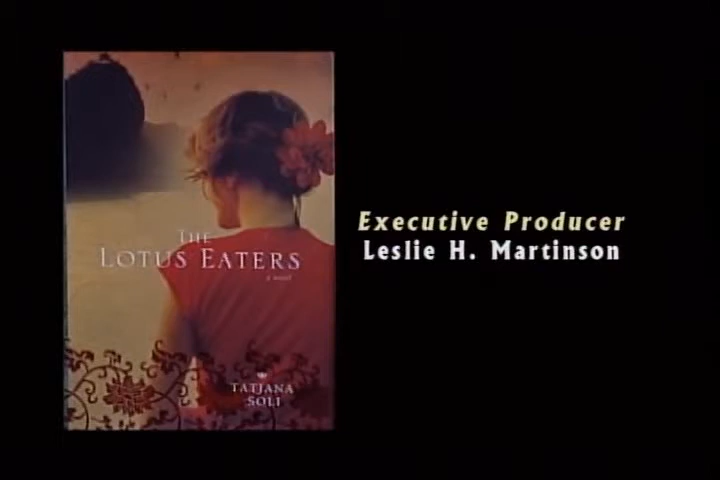 THE
LOTUS EATERS
a novel
TATJANA
SOLI
Executive Producer
Leslie H. Martinson